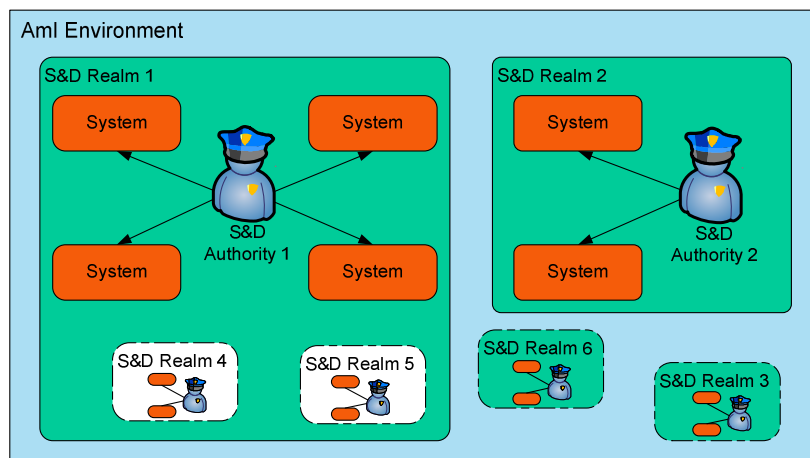 AmI Environment
S&D Realm 1
System
System
S&D
Authority 1
System
System
S&D Realm 4
S&D Realm 5
S&D Realm 2
System
S&D
Authority 2
System
S&D Realm 6
S&D Realm 3